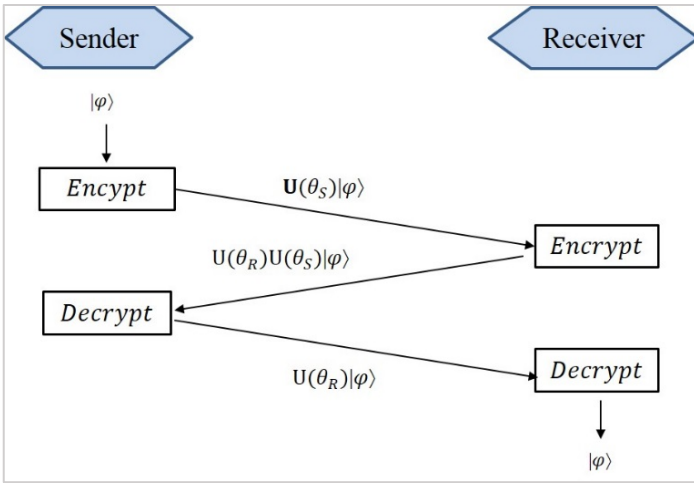 Sender
Receiver
|φ⟩
Encypt
U(θ_S)|φ⟩
Encrypt
U(θ_R)U(θ_S)|φ⟩
Decrypt
U(θ_R)|φ⟩
Decrypt
|φ⟩